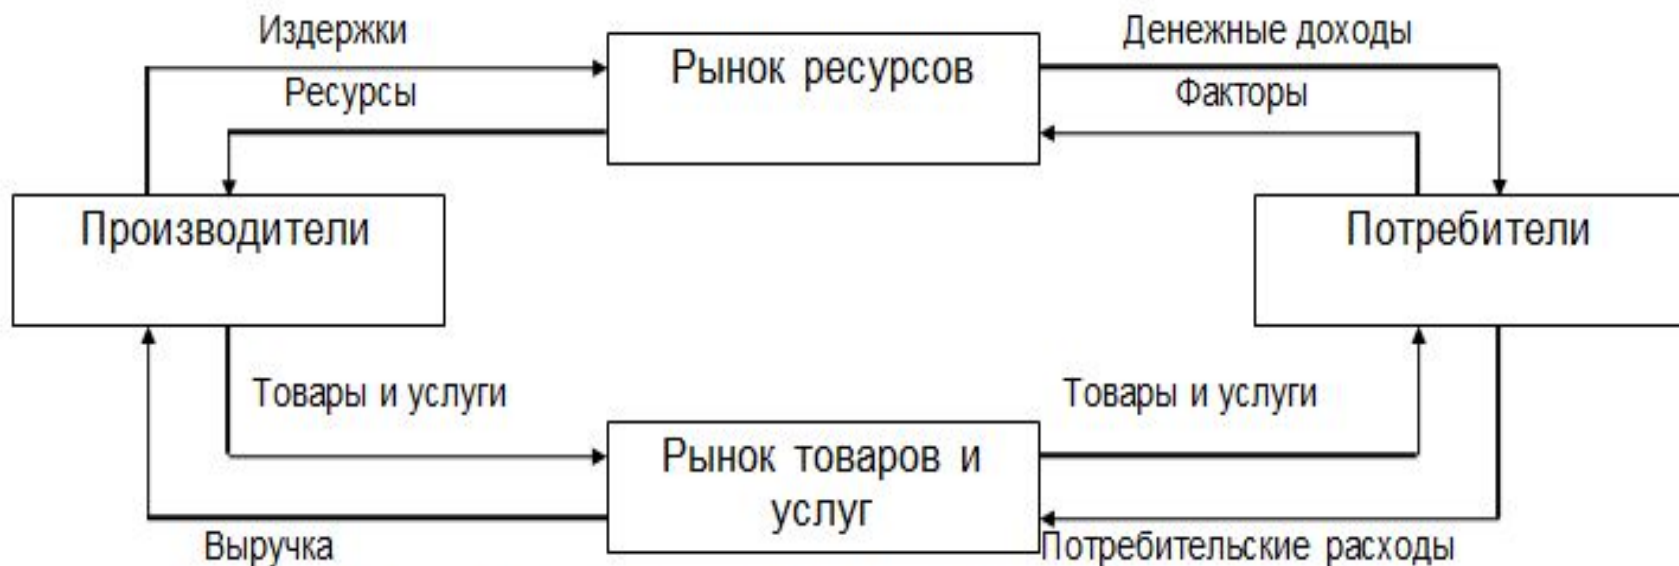 Издержки
Денежные доходы
Рынок ресурсов
Ресурсы
Факторы
Производители
Потребители
Товары и услуги
Товары и услуги
Рынок товаров и
услуг
Выручка
Потребительские расходы